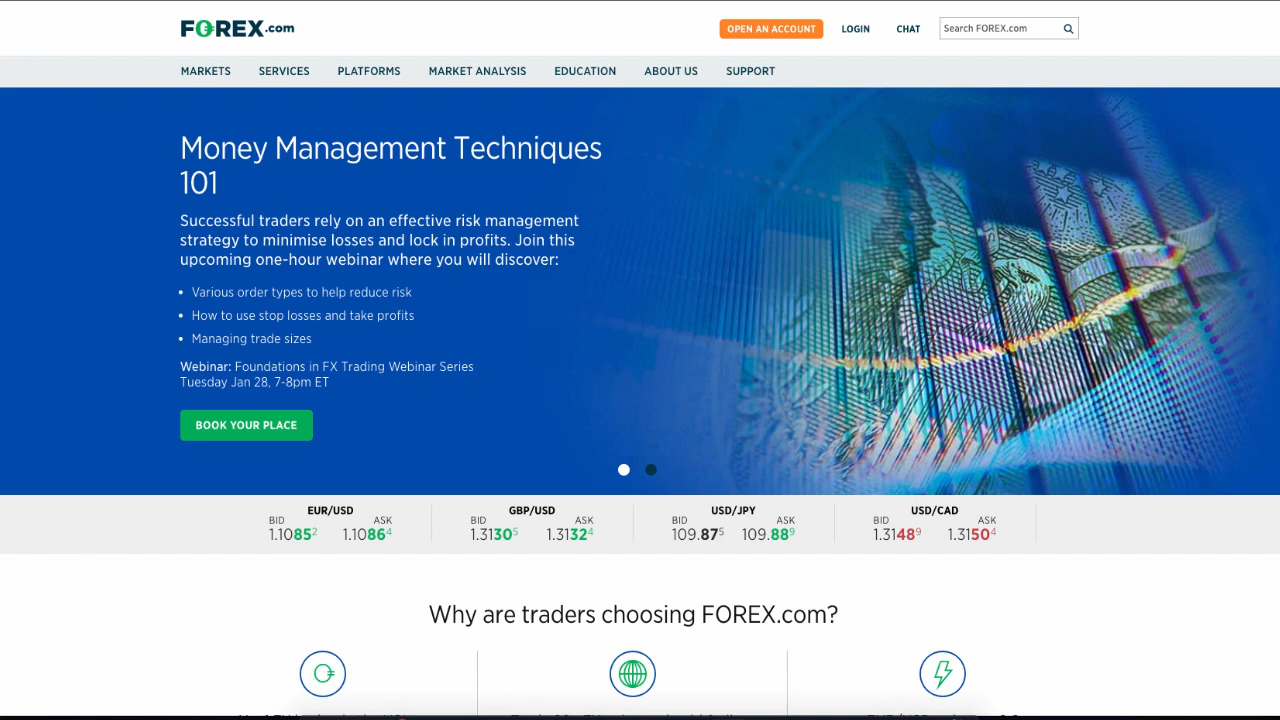 FOREX.com
OPEN AN ACCOUNT
LOGIN
CHAT
Search FOREX.com
MARKETS
SERVICES
PLATFORMS
MARKET ANALYSIS
EDUCATION
ABOUT US
SUPPORT
Money Management Techniques
101
Successful traders rely on an effective risk management
strategy to minimise losses and lock in profits. Join this
upcoming one-hour webinar where you will discover:
• Various order types to help reduce risk
• How to use stop losses and take profits
• Managing trade sizes
Webinar: Foundations in FX Trading Webinar Series
Tuesday Jan 28, 7-8pm ET
BOOK YOUR PLACE
EUR/USD
BID ASK
1.10852 1.10864
GBP/USD
BID ASK
1.31305 1.31324
USD/JPY
BID ASK
109.875 109.889
USD/CAD
BID ASK
1.31489 1.31504
Why are traders choosing FOREX.com?